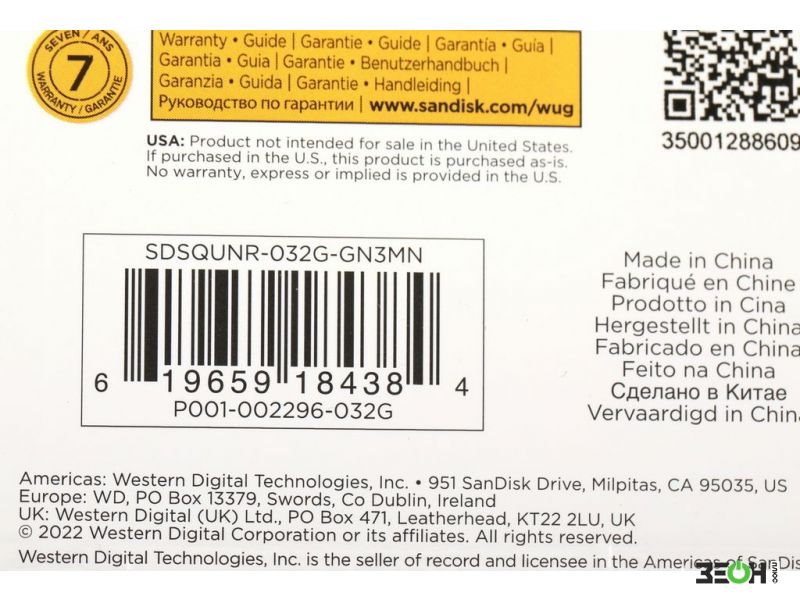 SEVEN / ANS
7
WARRANTY / GARANTIE
Warranty • Guide | Garantie • Guide | Garantía • Guía |
Garantia • Guia | Garantie • Benutzerhandbuch |
Garanzia • Guida | Garantie • Handleiding |
Руководство по гарантии | www.sandisk.com/wug
35001288609
USA: Product not intended for sale in the United States.
If purchased in the U.S., this product is purchased as-is.
No warranty, express or implied is provided in the U.S.
SDSQUNR-032G-GN3MN
6 19659 18438 4
P001-002296-032G
Made in China
Fabriqué en Chine
Prodotto in Cina
Hergestellt in China
Fabricado en China
Feito na China
Сделано в Китае
Vervaardigd in China
Americas: Western Digital Technologies, Inc. • 951 SanDisk Drive, Milpitas, CA 95035, US
Europe: WD, PO Box 13379, Swords, Co Dublin, Ireland
UK: Western Digital (UK) Ltd., PO Box 471, Leatherhead, KT22 2LU, UK
© 2022 Western Digital Corporation or its affiliates. All rights reserved.
Western Digital Technologies, Inc. is the seller of record and licensee in the Americas of SanDis
ЗЕОН